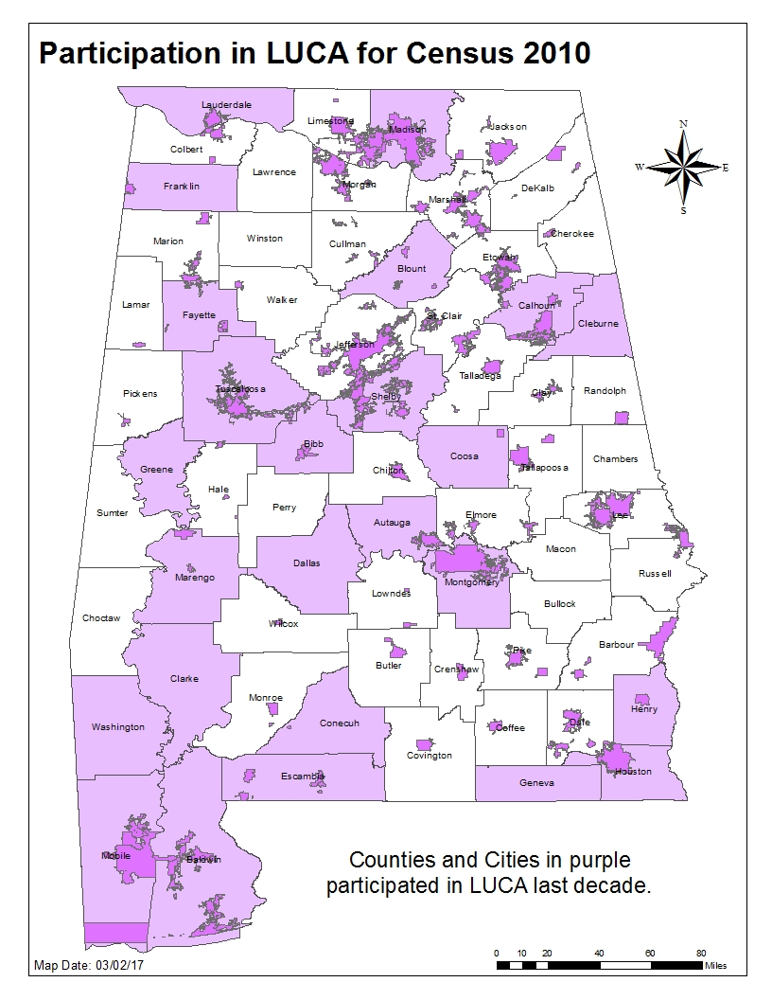 Participation in LUCA for Census 2010
Lauderdale
Limestone
Madison
Jackson
N
W
E
S
Colbert
Lawrence
Franklin
Morgan
Marshall
DeKalb
Marion
Winston
Cullman
Cherokee
Blount
Etowah
Lamar
Walker
Fayette
St. Clair
Calhoun
Cleburne
Jefferson
Talladega
Pickens
Tuscaloosa
Shelby
Clay
Randolph
Bibb
Greene
Chilton
Coosa
Tallapoosa
Chambers
Hale
Perry
Sumter
Autauga
Elmore
Lee
Macon
Marengo
Dallas
Montgomery
Russell
Lowndes
Bullock
Choctaw
Wilcox
Barbour
Butler
Crenshaw
Pike
Clarke
Monroe
Henry
Washington
Conecuh
Coffee
Dale
Covington
Escambia
Geneva
Houston
Mobile
Baldwin
Counties and Cities in purple
participated in LUCA last decade.
0 10 20 40 60 80
Miles
Map Date: 03/02/17